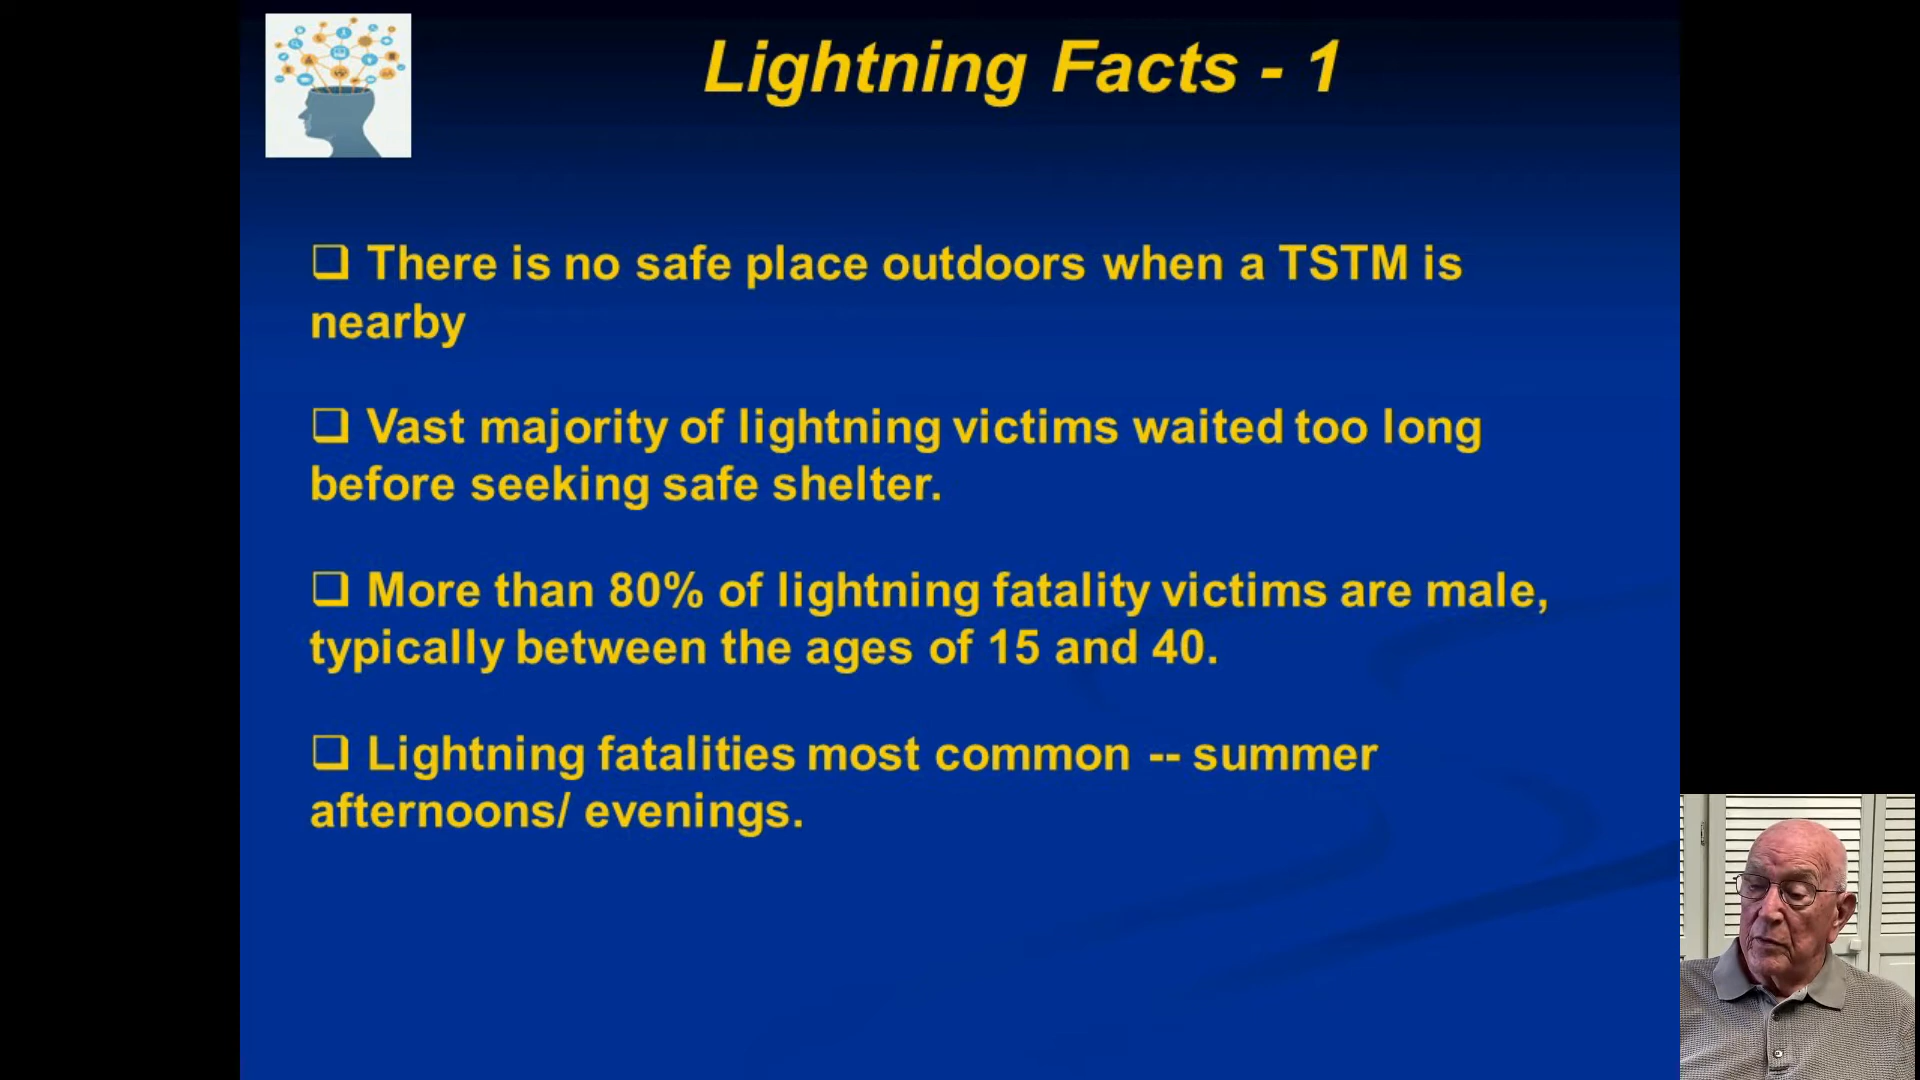 Lightning Facts - 1
❑ There is no safe place outdoors when a TSTM is
nearby
❑ Vast majority of lightning victims waited too long
before seeking safe shelter.
❑ More than 80% of lightning fatality victims are male,
typically between the ages of 15 and 40.
❑ Lightning fatalities most common -- summer
afternoons/ evenings.